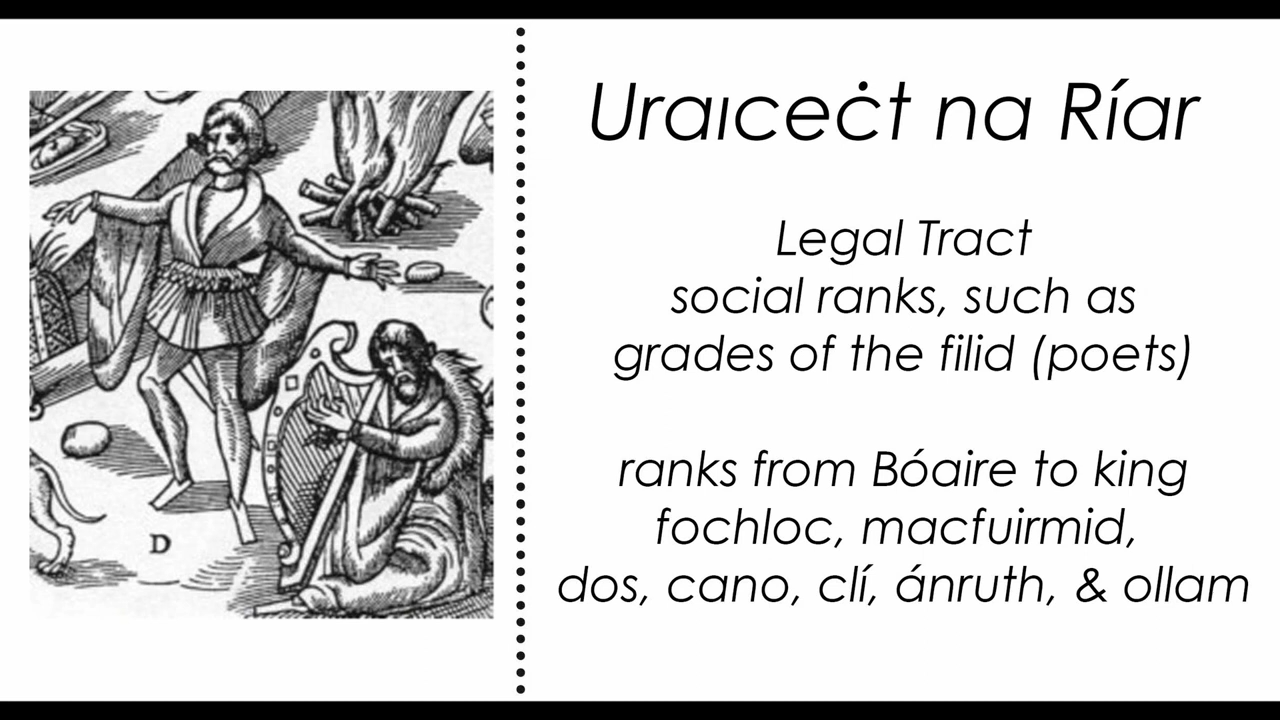 D
Uraıceċt na Ríar
Legal Tract
social ranks, such as
grades of the filid (poets)
ranks from Bóaire to king
fochloc, macfuirmid,
dos, cano, clí, ánruth, & ollam